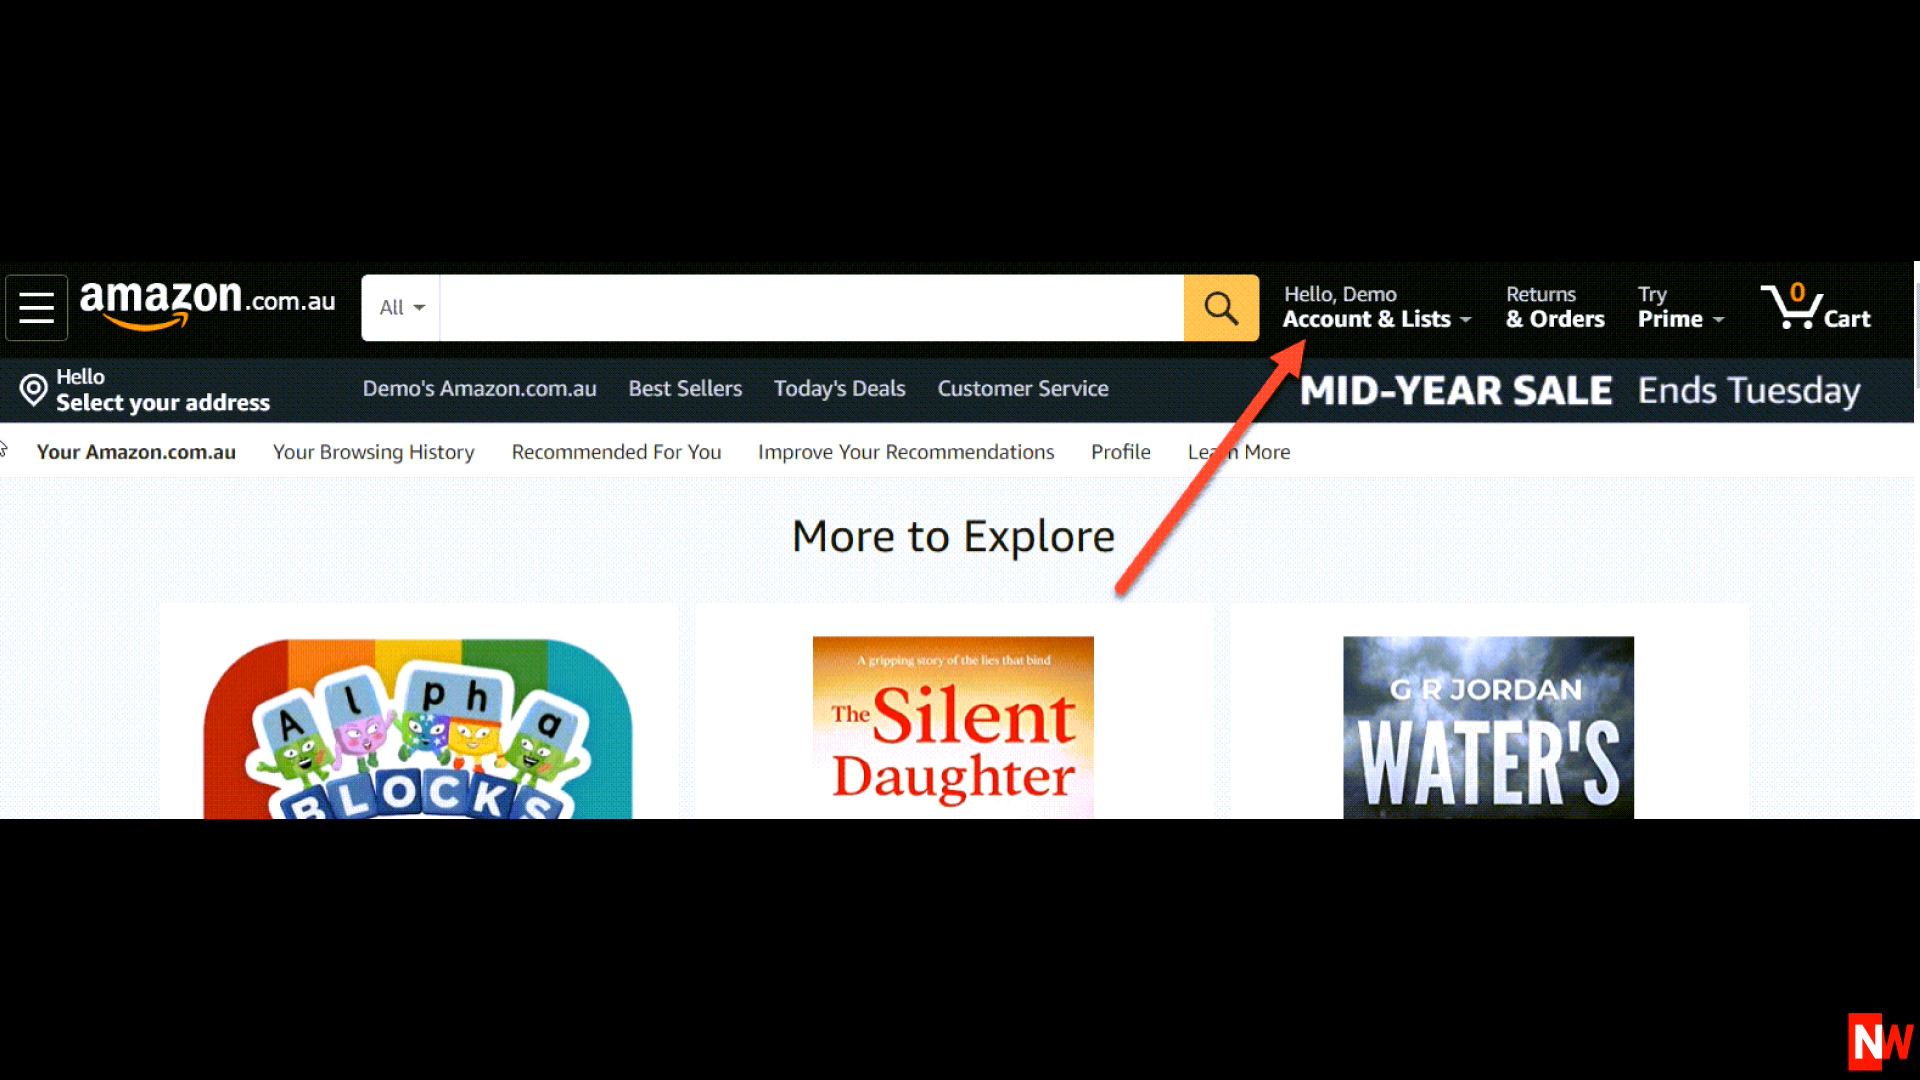 amazon.com.au
All
Hello, Demo
Account & Lists
Returns
& Orders
Try
Prime
0
Cart
Hello
Select your address
Demo's Amazon.com.au
Best Sellers
Today's Deals
Customer Service
MID-YEAR SALE Ends Tuesday
Your Amazon.com.au
Your Browsing History
Recommended For You
Improve Your Recommendations
Profile
Learn More
More to Explore
Alpha
BLOCKS
A gripping story of the lies that bind
The Silent
Daughter
G R JORDAN
WATER'S
NW